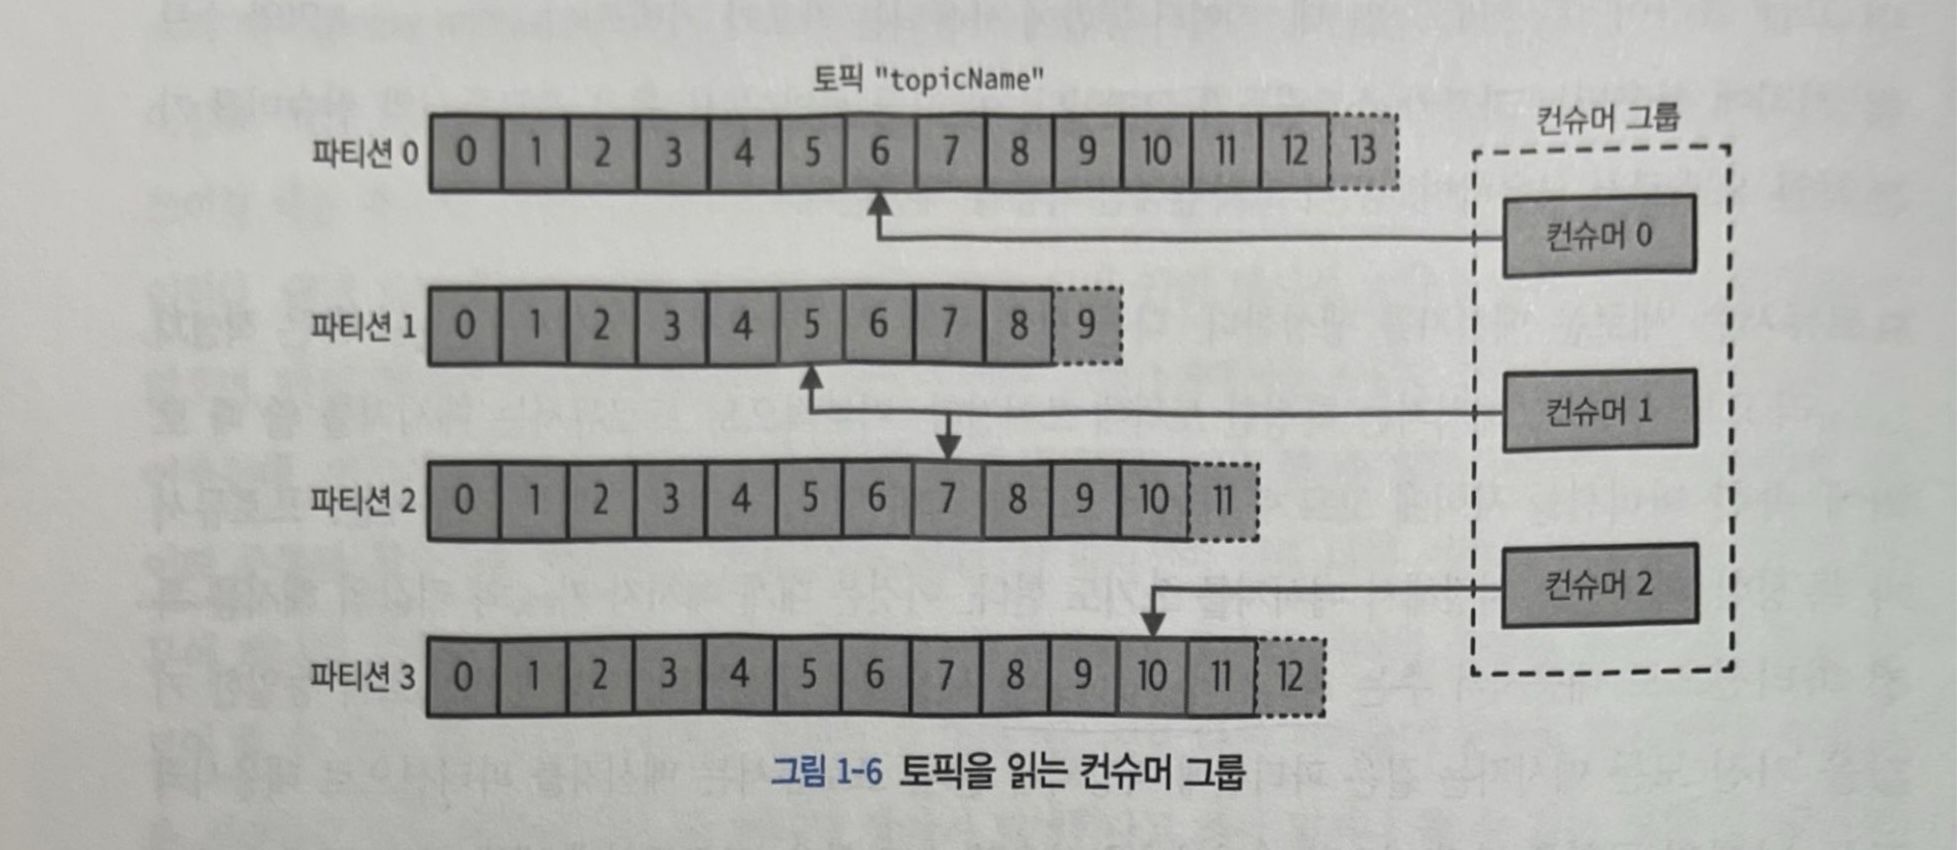 토픽 "topicName"
컨슈머 그룹
파티션 0 0 1 2 3 4 5 6 7 8 9 10 11 12 13
컨슈머 0
파티션 1 0 1 2 3 4 5 6 7 8 9
컨슈머 1
파티션 2 0 1 2 3 4 5 6 7 8 9 10 11
컨슈머 2
파티션 3 0 1 2 3 4 5 6 7 8 9 10 11 12
그림 1-6 토픽을 읽는 컨슈머 그룹